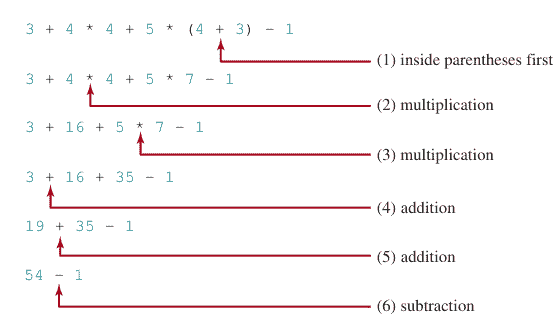 3 + 4 * 4 + 5 * (4 + 3) - 1
(1) inside parentheses first
3 + 4 * 4 + 5 * 7 - 1
(2) multiplication
3 + 16 + 5 * 7 - 1
(3) multiplication
3 + 16 + 35 - 1
(4) addition
19 + 35 - 1
(5) addition
54 - 1
(6) subtraction